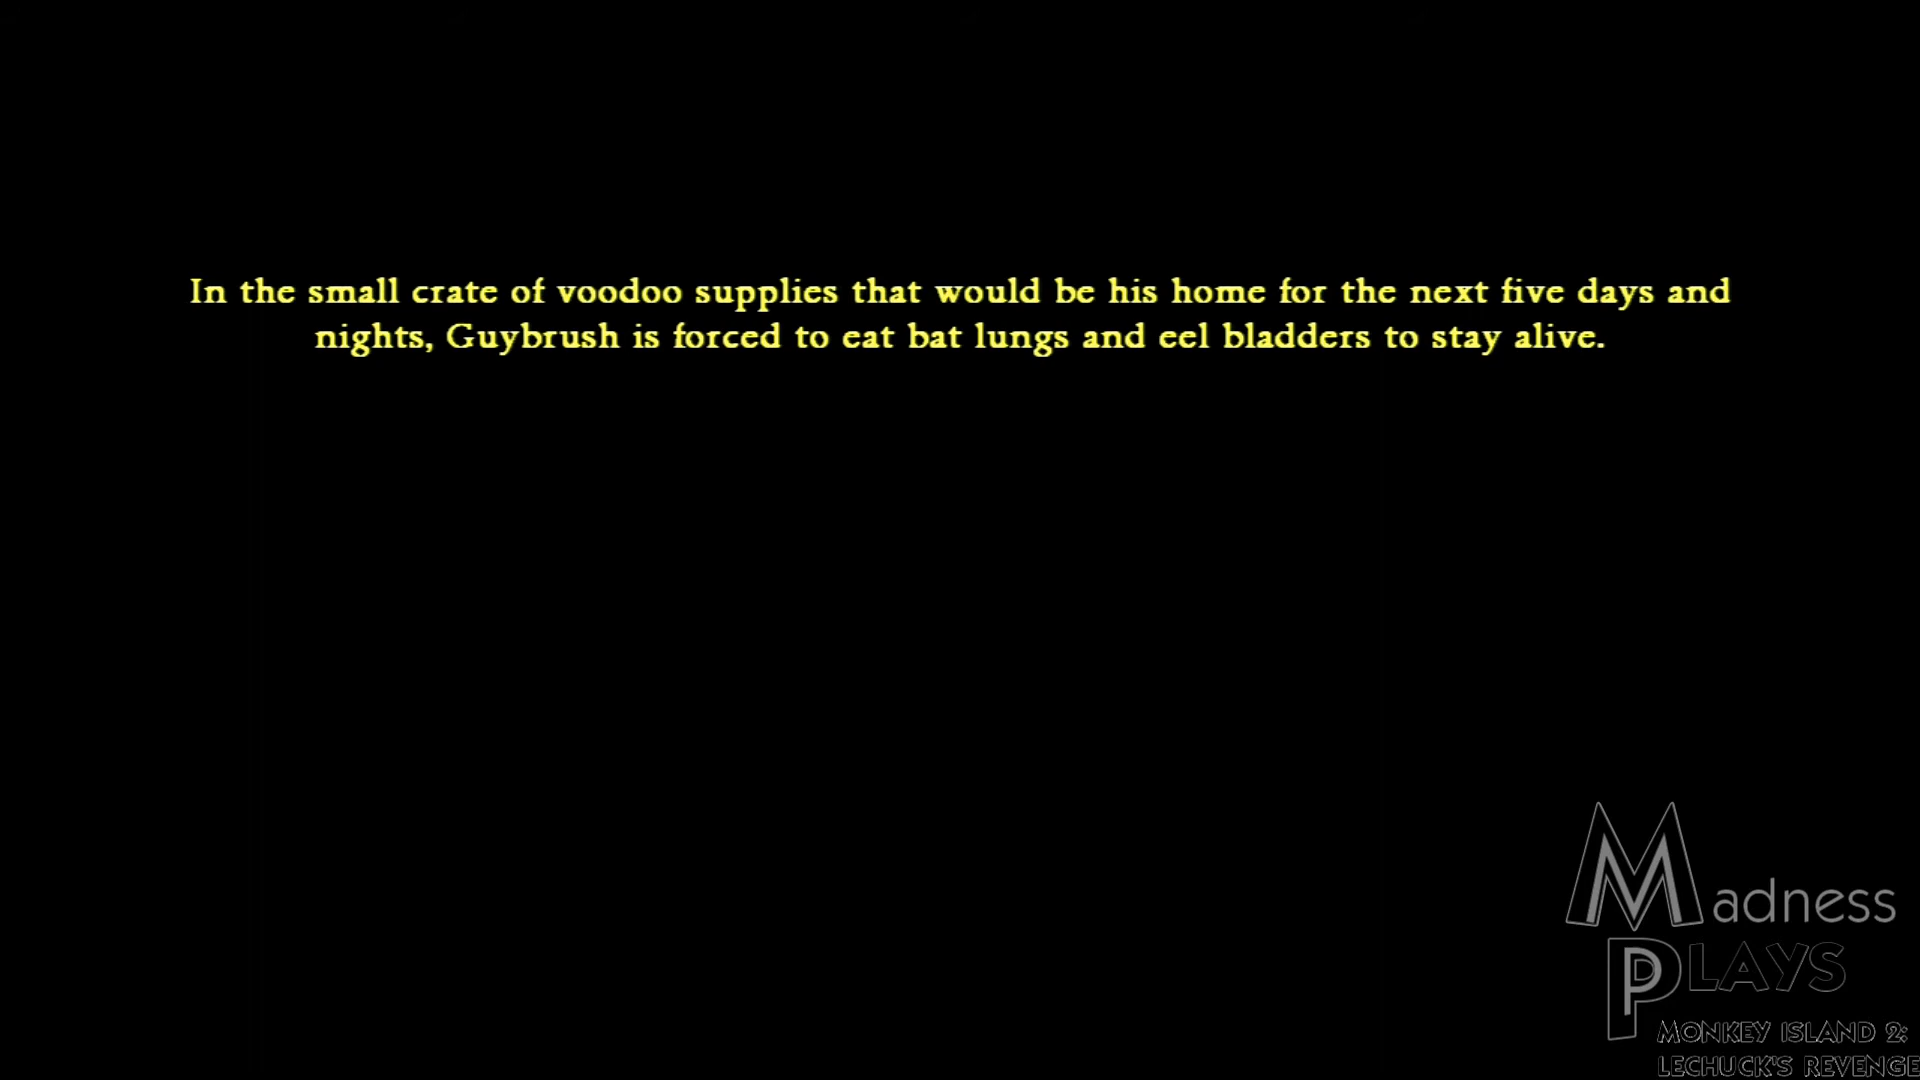 In the small crate of voodoo supplies that would be his home for the next five days and
nights, Guybrush is forced to eat bat lungs and eel bladders to stay alive.
Madness
PLAYS
MONKEY ISLAND 2:
LECHUCK'S REVENGE